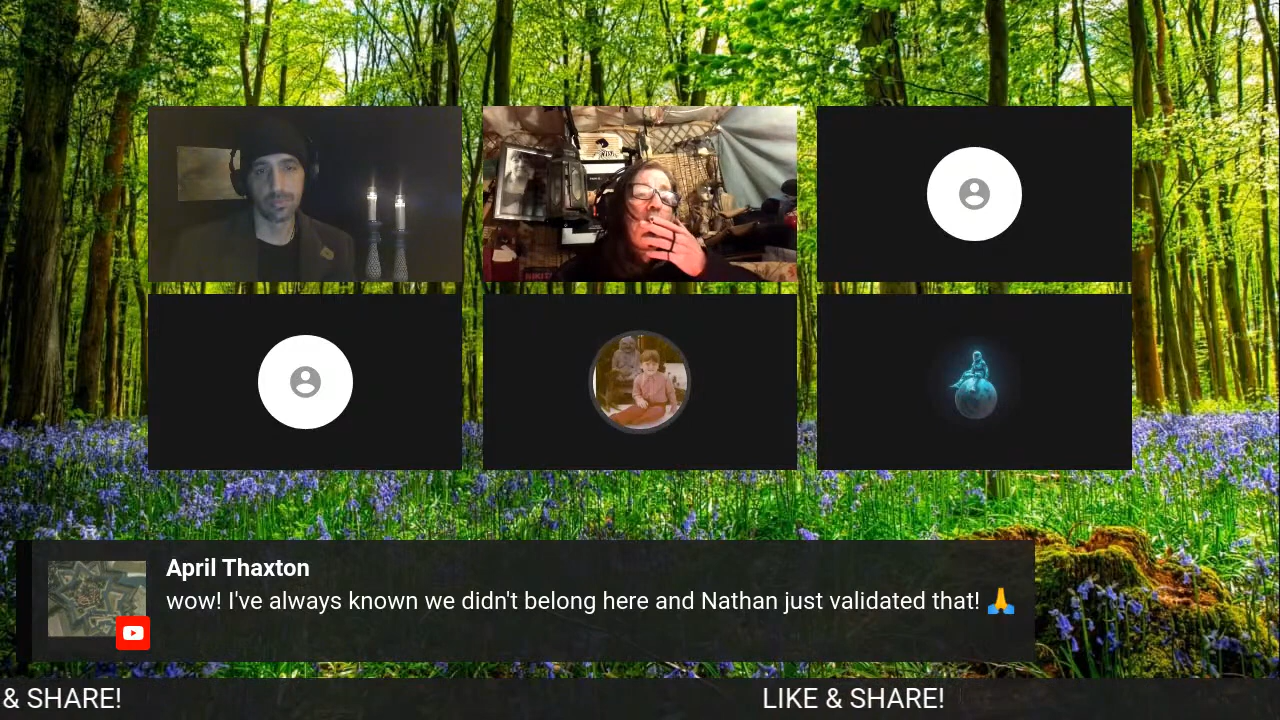 April Thaxton
wow! I've always known we didn't belong here and Nathan just validated that! 🙏
& SHARE!
LIKE & SHARE!